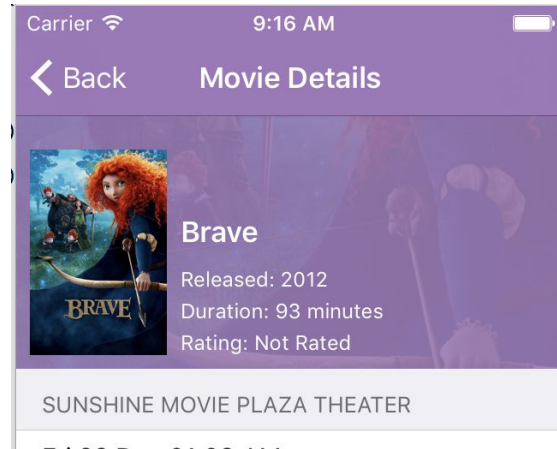 Carrier 9:16 AM
Back Movie Details
Brave
Released: 2012
Duration: 93 minutes
Rating: Not Rated
BRAVE
SUNSHINE MOVIE PLAZA THEATER